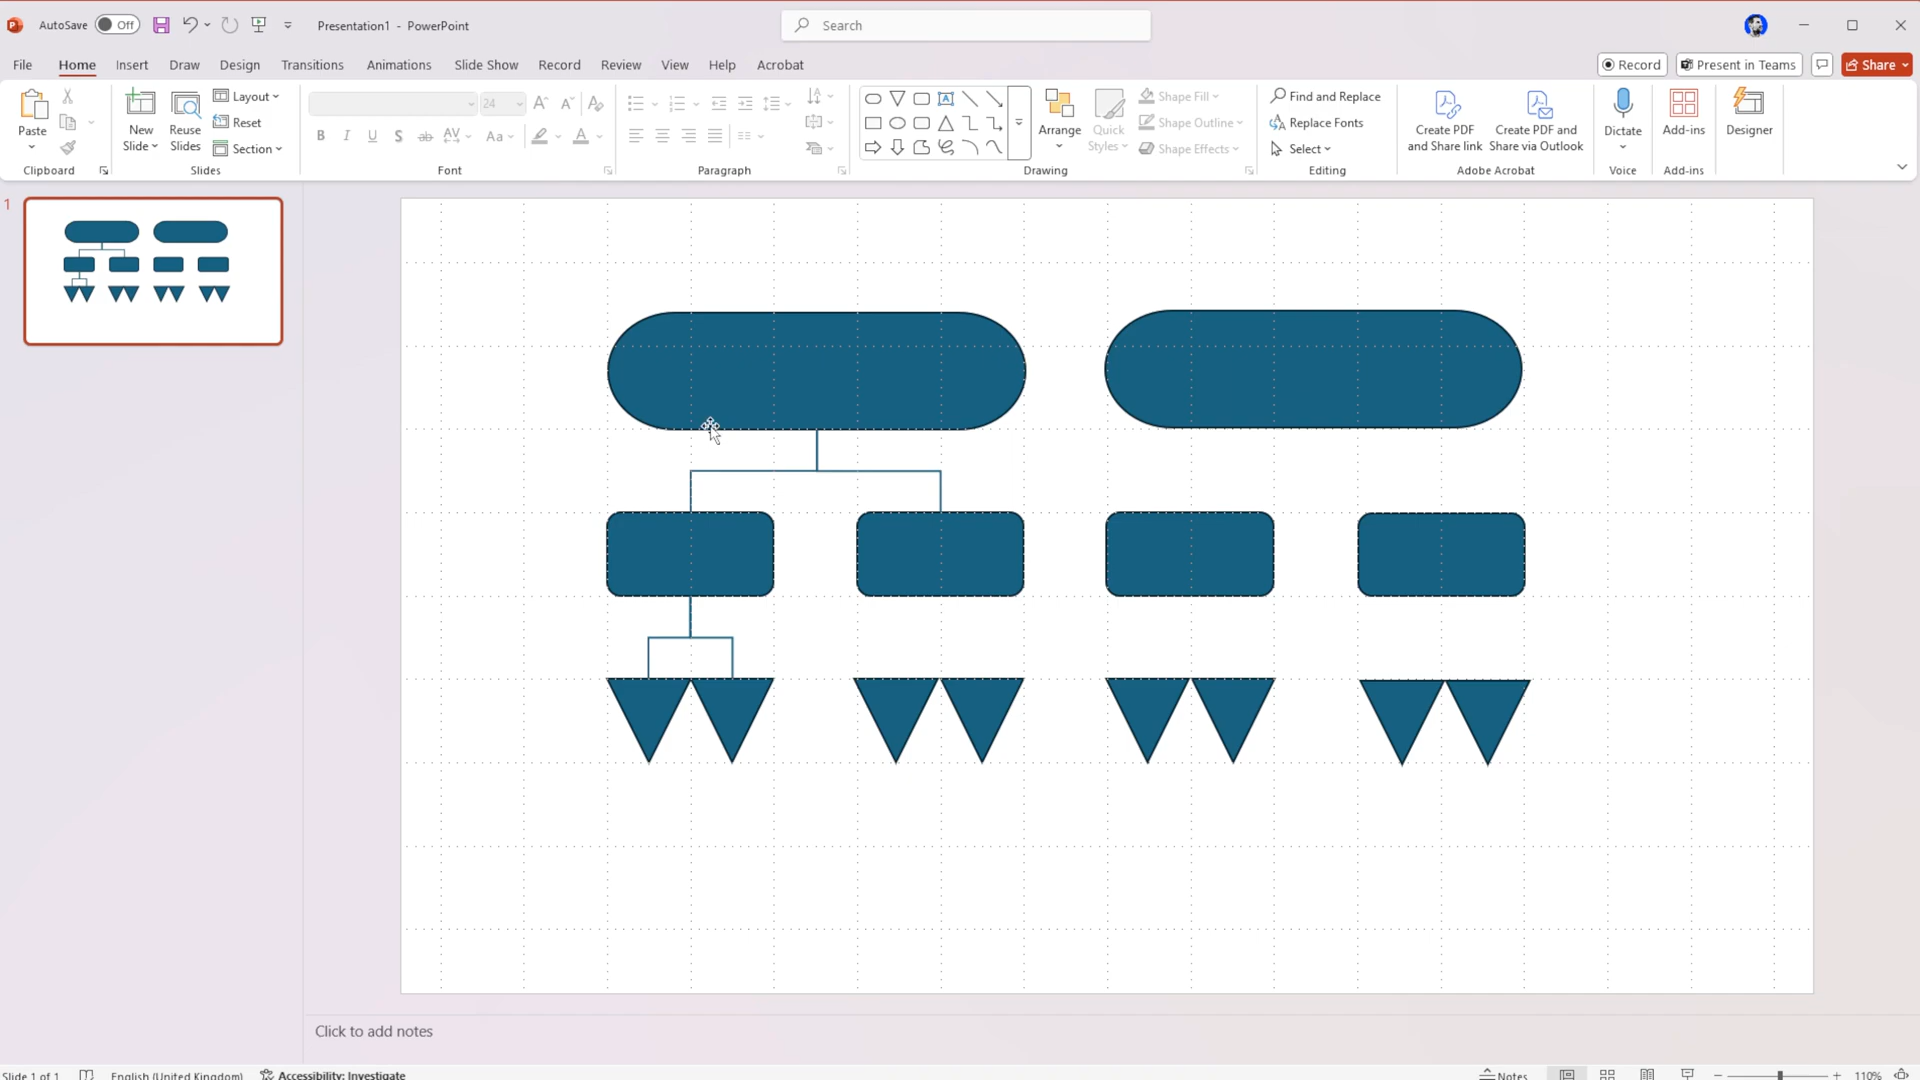 AutoSave Off Presentation1 - PowerPoint Search
File Home Insert Draw Design Transitions Animations Slide Show Record Review View Help Acrobat Record Present in Teams Share
Paste
Clipboard
New Slide
Reuse Slides
Layout
Reset
Section
Slides
24
B I U S ab AV Aa A
Font
Paragraph
Arrange
Quick Styles
Shape Fill
Shape Outline
Shape Effects
Drawing
Find and Replace
Replace Fonts
Select
Editing
Create PDF and Share link
Create PDF and Share via Outlook
Adobe Acrobat
Dictate
Voice
Add-ins
Add-ins
Designer
1
Click to add notes
Slide 1 of 1 English (United Kingdom) Accessibility: Investigate Notes 110%